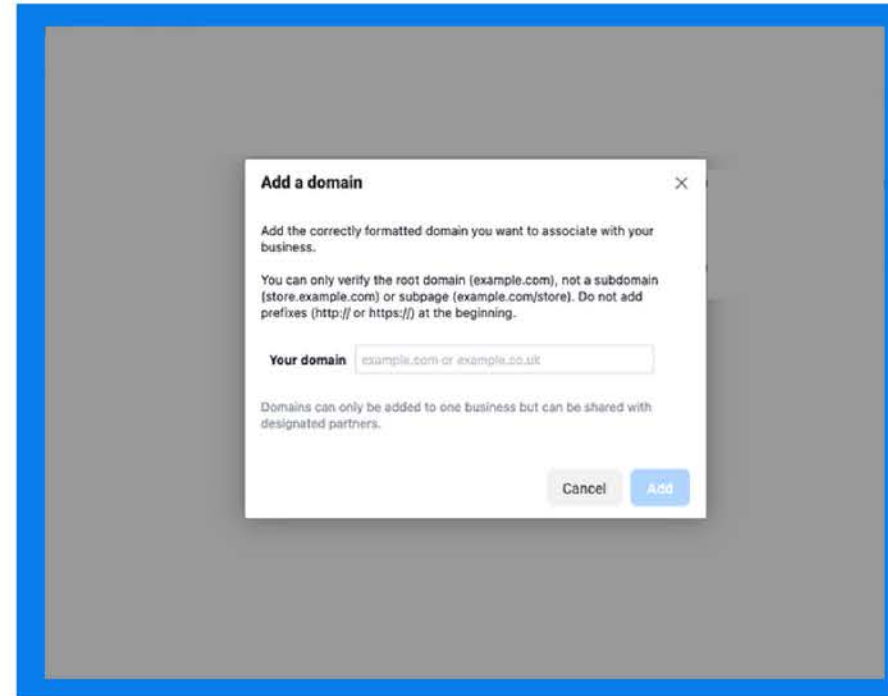 Add a domain
Add the correctly formatted domain you want to associate with your
business.
You can only verify the root domain (example.com), not a subdomain
(store.example.com) or subpage (example.com/store). Do not add
prefixes (http:// or https://) at the beginning.
Your domain example.com or example.co.uk
Domains can only be added to one business but can be shared with
designated partners.
Cancel Add